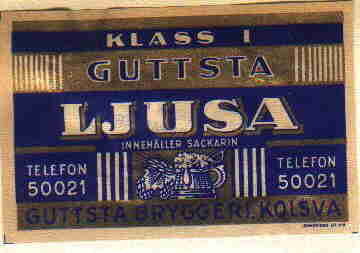 KLASS I
GUTTSTA
LJUSA
INNEHÅLLER SACKARIN
TELEFON
50021
TELEFON
50021
GUTTSTA BRYGGERI, KOLSVA